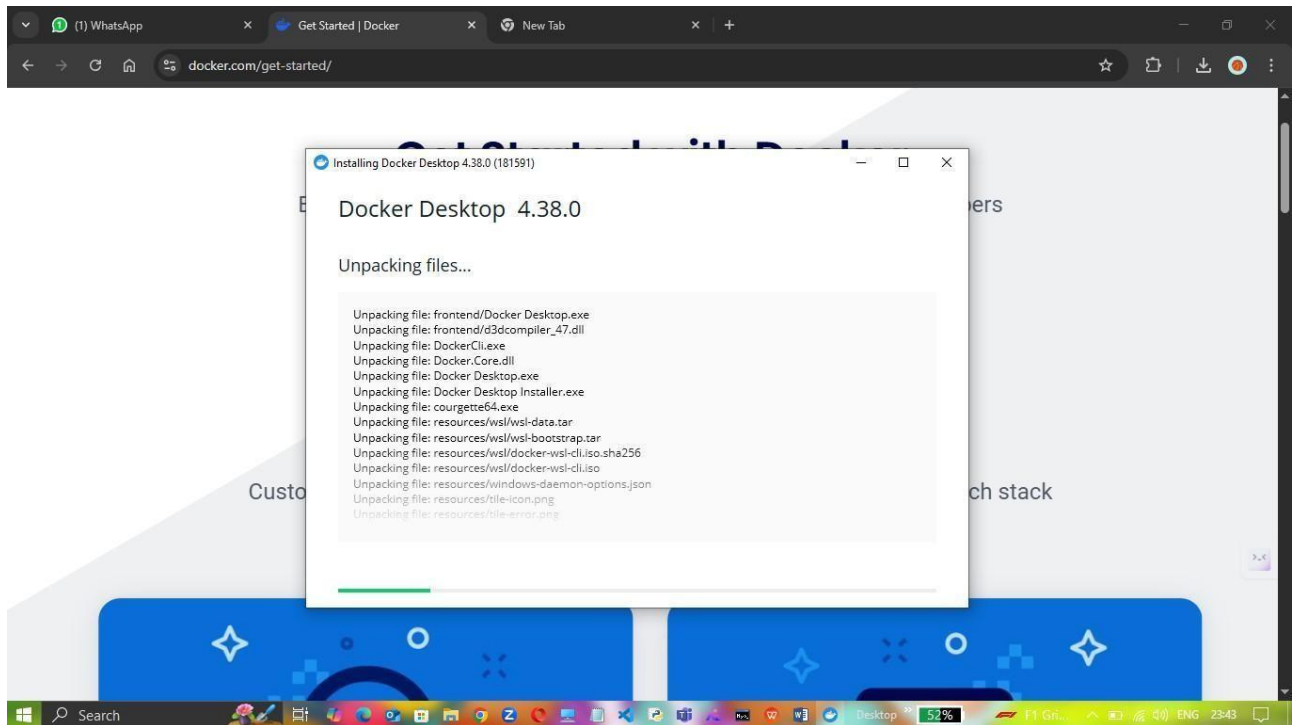 (1) WhatsApp
Get Started | Docker
New Tab
docker.com/get-started/
Installing Docker Desktop 4.38.0 (181591)
Docker Desktop 4.38.0
ers
Unpacking files...
Unpacking file: frontend/Docker Desktop.exe
Unpacking file: frontend/d3dcompiler_47.dll
Unpacking file: DockerCli.exe
Unpacking file: Docker.Core.dll
Unpacking file: Docker Desktop.exe
Unpacking file: Docker Desktop Installer.exe
Unpacking file: courgette64.exe
Unpacking file: resources/wsl/wsl-data.tar
Unpacking file: resources/wsl/wsl-bootstrap.tar
Unpacking file: resources/wsl/docker-wsl-cli.iso.sha256
Unpacking file: resources/wsl/docker-wsl-cli.iso
Unpacking file: resources/windows-daemon-options.json
Unpacking file: resources/tile-icon.png
Unpacking file: resources/tile-error.png
Custo
ch stack
Search
Desktop
52%
F1 Gri...
ENG
23:43